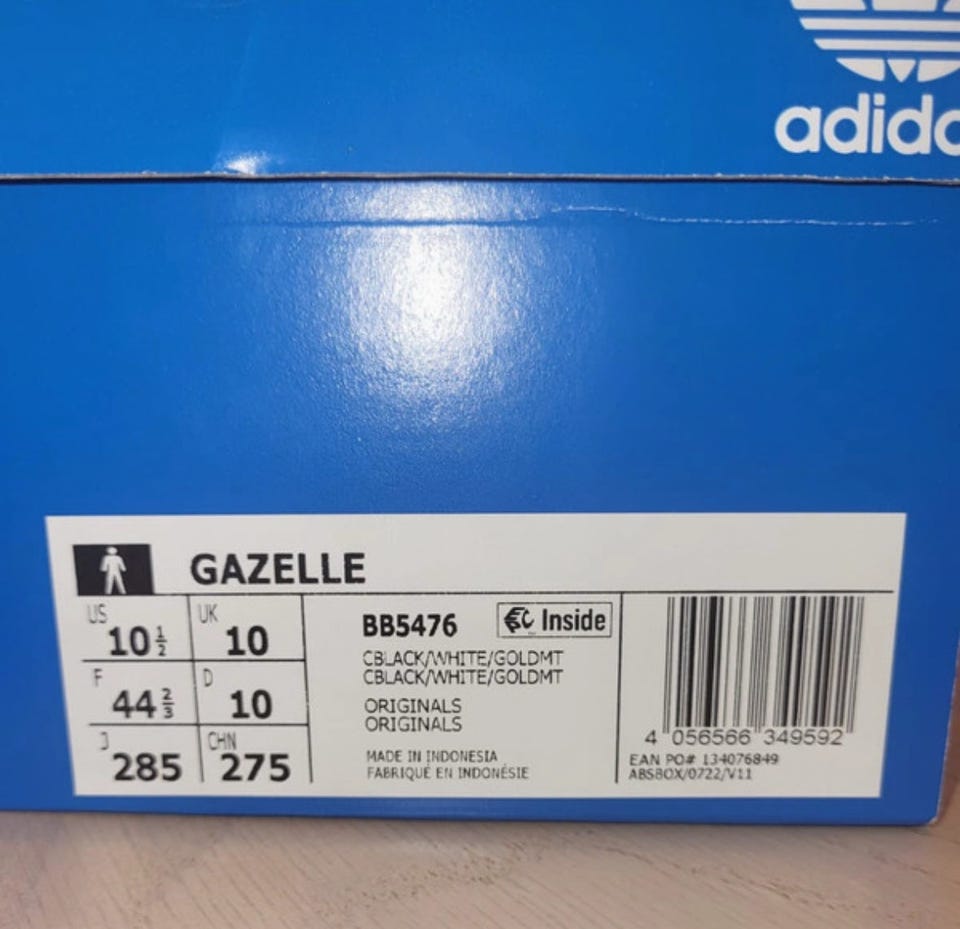 adida
GAZELLE
US 10½ UK 10
F 44⅔ D 10
J 285 CHN 275
BB5476
Inside
CBLACK/WHITE/GOLDMT
CBLACK/WHITE/GOLDMT
ORIGINALS
ORIGINALS
MADE IN INDONESIA
FABRIQUÉ EN INDONÉSIE
4 056566 349592
EAN PO# 134076849
ABSBOX/0722/V11